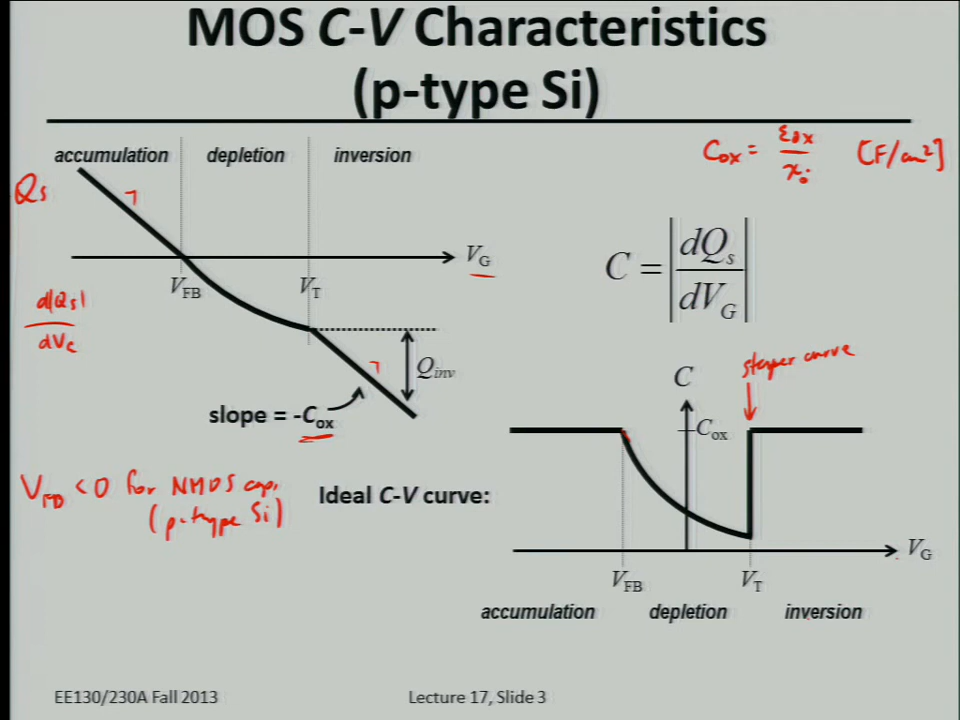 MOS C-V Characteristics
(p-type Si)
accumulation depletion inversion
Cox = εox / xo [F/cm²]
Qs
VG
VFB VT
C = |dQs / dVG|
d|Qs|
dVG
Qinv
slope = -Cox
steeper curve
C
Cox
VFB < 0 for NMOS cap.
(p-type Si)
Ideal C-V curve:
VG
VFB VT
accumulation depletion inversion
EE130/230A Fall 2013 Lecture 17, Slide 3